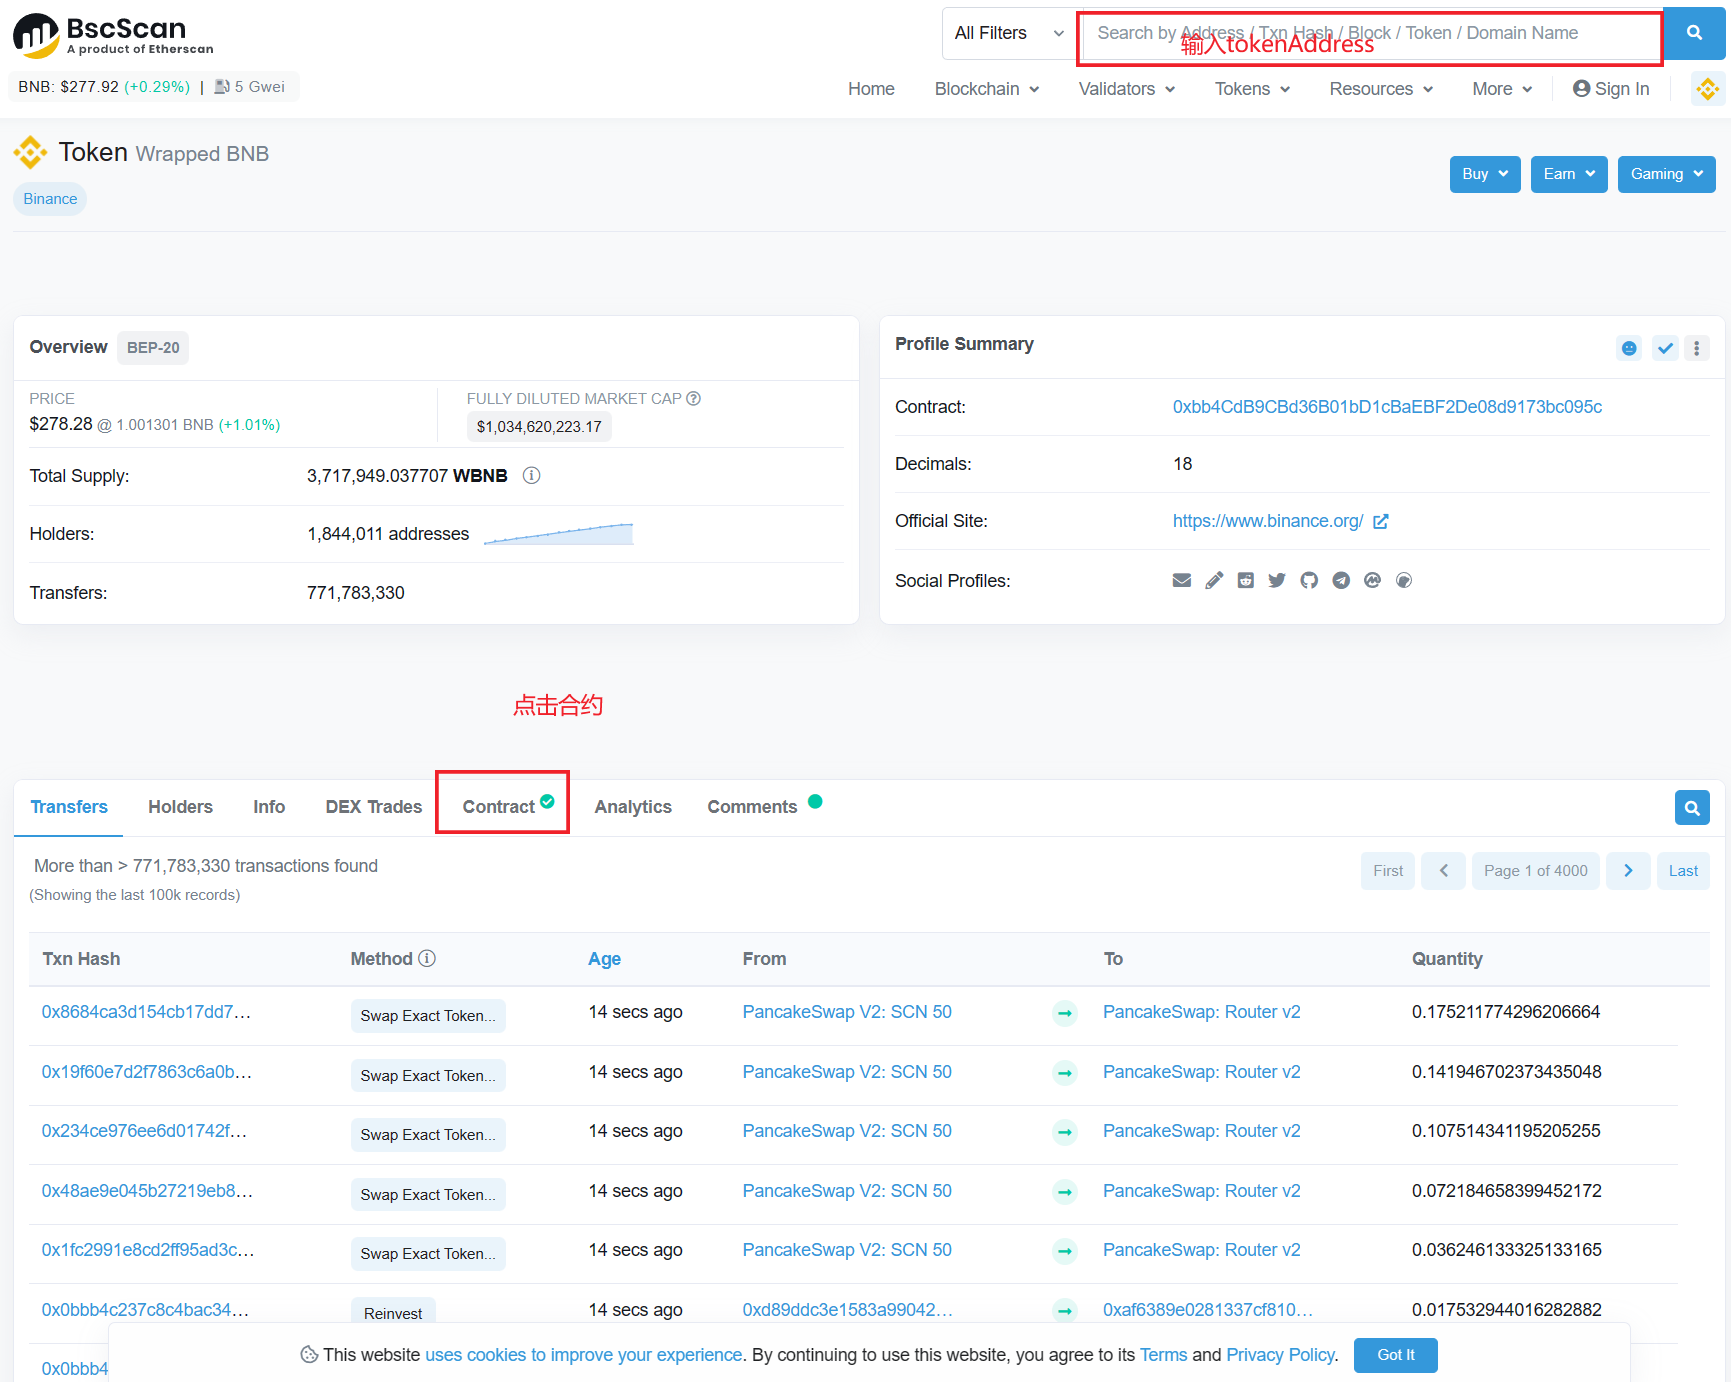 BscScan
A product of Etherscan
All Filters
Search by Address / Txn Hash / Block / Token / Domain Name
输入tokenAddress
BNB: $277.92 (+0.29%) | 5 Gwei
Home Blockchain Validators Tokens Resources More Sign In
Token Wrapped BNB
Binance
Buy Earn Gaming
Overview BEP-20
PRICE
$278.28 @ 1.001301 BNB (+1.01%)
FULLY DILUTED MARKET CAP
$1,034,620,223.17
Total Supply: 3,717,949.037707 WBNB
Holders: 1,844,011 addresses
Transfers: 771,783,330
Profile Summary
Contract: 0xbb4CdB9CBd36B01bD1cBaEBF2De08d9173bc095c
Decimals: 18
Official Site: https://www.binance.org/
Social Profiles:
点击合约
Transfers Holders Info DEX Trades Contract Analytics Comments
More than > 771,783,330 transactions found
(Showing the last 100k records)
First Page 1 of 4000 Last
Txn Hash Method Age From To Quantity
0x8684ca3d154cb17dd7... Swap Exact Token... 14 secs ago PancakeSwap V2: SCN 50 PancakeSwap: Router v2 0.175211774296206664
0x19f60e7d2f7863c6a0b... Swap Exact Token... 14 secs ago PancakeSwap V2: SCN 50 PancakeSwap: Router v2 0.141946702373435048
0x234ce976ee6d01742f... Swap Exact Token... 14 secs ago PancakeSwap V2: SCN 50 PancakeSwap: Router v2 0.107514341195205255
0x48ae9e045b27219eb8... Swap Exact Token... 14 secs ago PancakeSwap V2: SCN 50 PancakeSwap: Router v2 0.072184658399452172
0x1fc2991e8cd2ff95ad3c... Swap Exact Token... 14 secs ago PancakeSwap V2: SCN 50 PancakeSwap: Router v2 0.036246133325133165
0x0bbb4c237c8c4bac34... Reinvest 14 secs ago 0xd89ddc3e1583a99042... 0xaf6389e0281337cf810... 0.017532944016282882
0x0bbb4
This website uses cookies to improve your experience. By continuing to use this website, you agree to its Terms and Privacy Policy. Got It